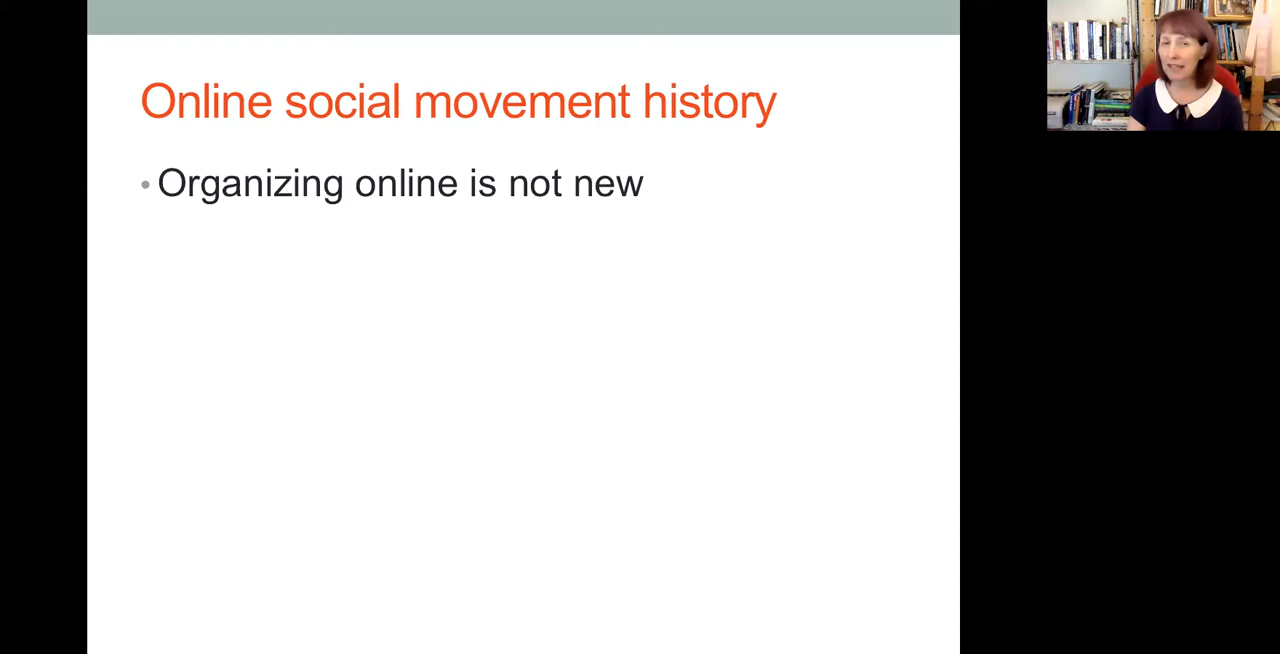 Online social movement history
• Organizing online is not new